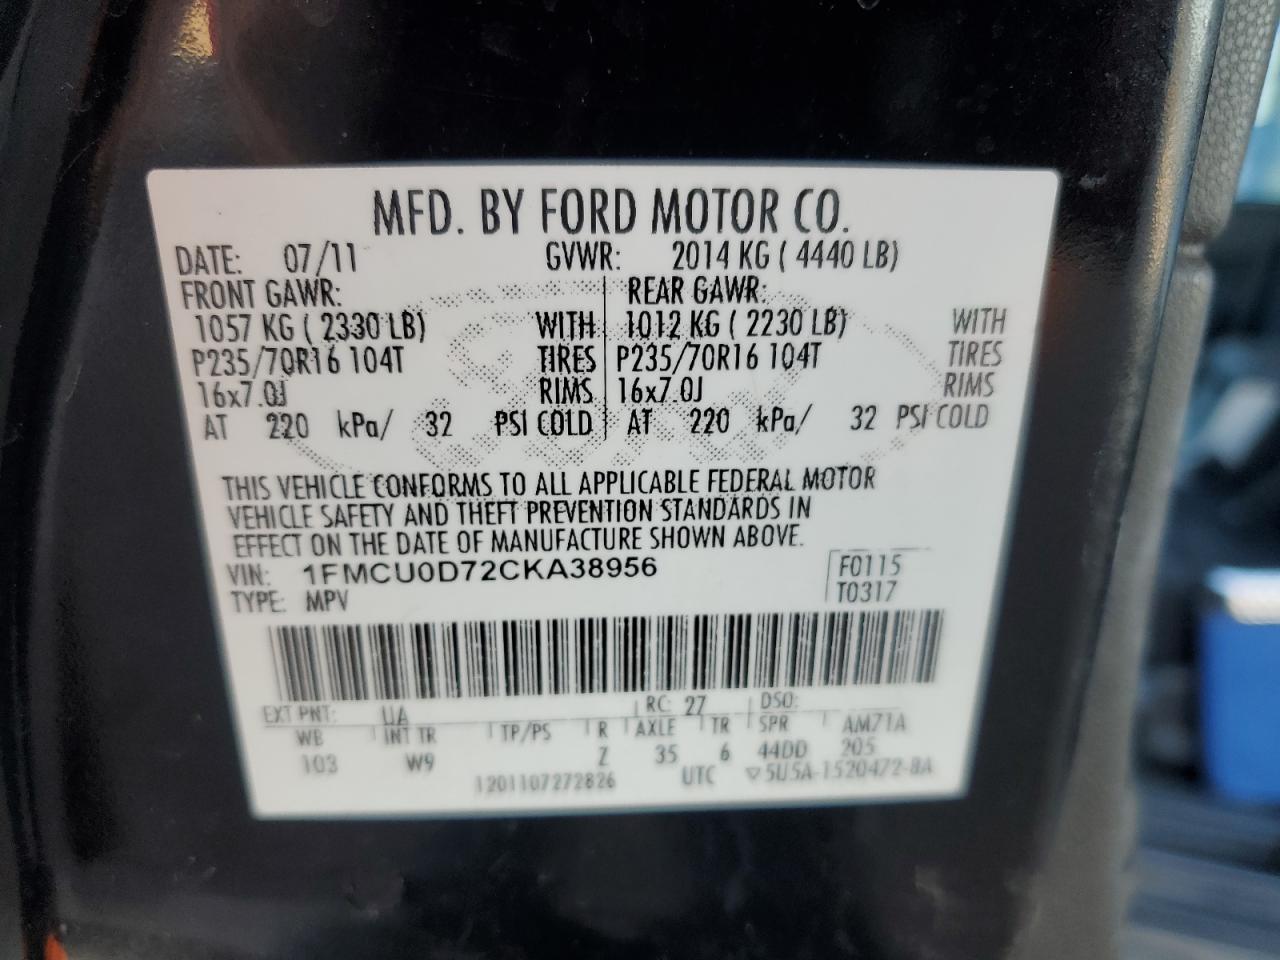 MFD. BY FORD MOTOR CO.
DATE: 07/11 GVWR: 2014 KG ( 4440 LB)
FRONT GAWR: REAR GAWR:
1057 KG ( 2330 LB) WITH 1012 KG ( 2230 LB) WITH
P235/70R16 104T TIRES P235/70R16 104T TIRES
16x7.0J RIMS 16x7.0J RIMS
AT 220 kPa/ 32 PSI COLD AT 220 kPa/ 32 PSI COLD
THIS VEHICLE CONFORMS TO ALL APPLICABLE FEDERAL MOTOR
VEHICLE SAFETY AND THEFT PREVENTION STANDARDS IN
EFFECT ON THE DATE OF MANUFACTURE SHOWN ABOVE.
VIN: 1FMCU0D72CKA38956 F0115
TYPE: MPV T0317
EXT PNT: UA RC: 27 DSO:
WB INT TR TP/PS R AXLE TR SPR AM71A
103 W9 Z 35 6 44DD 205
1201107272826 UTC ▽5U5A-1520472-BA